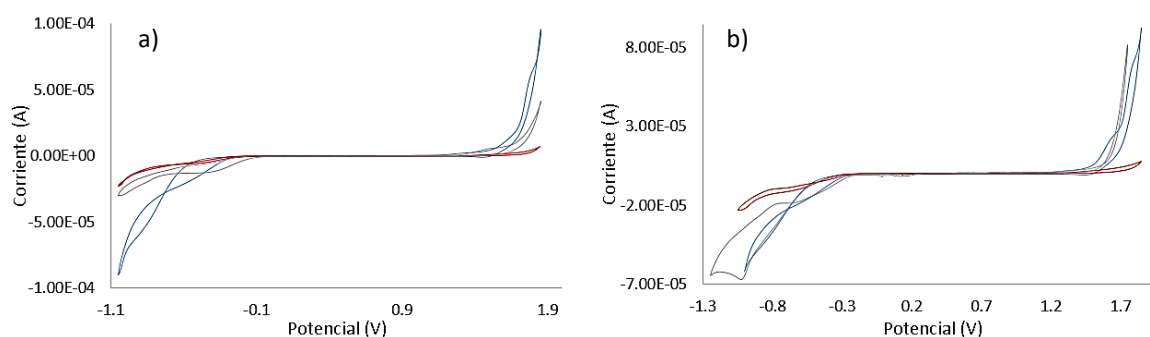 a)
Corriente (A)
1.00E-04
5.00E-05
0.00E+00
-5.00E-05
-1.00E-04
-1.1
-0.1
0.9
1.9
Potencial (V)
b)
Corriente (A)
8.00E-05
3.00E-05
-2.00E-05
-7.00E-05
-1.3
-0.8
-0.3
0.2
0.7
1.2
1.7
Potencial (V)